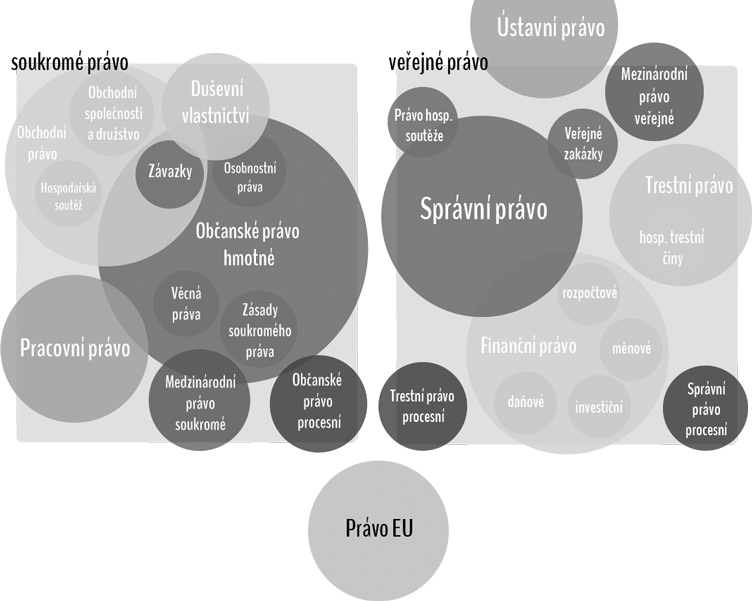 soukromé právo
Obchodní
společnosti
a družstvo
Duševní
vlastnictví
Obchodní
právo
Závazky
Osobnostní
práva
Hospodařská
soutěž
Občanské právo
hmotné
Věcná
práva
Zásady
soukromého
práva
Pracovní právo
Medzinárodní
právo
soukromé
Občanské
právo
procesní
veřejné právo
Ústavní právo
Mezinárodní
právo
veřejné
Právo hosp.
soutěže
Veřejné
zakázky
Správní právo
Trestní právo
hosp. trestní
činy
rozpočtové
Finanční právo
měnové
daňové
investiční
Trestní právo
procesní
Správní
právo
procesní
Právo EU